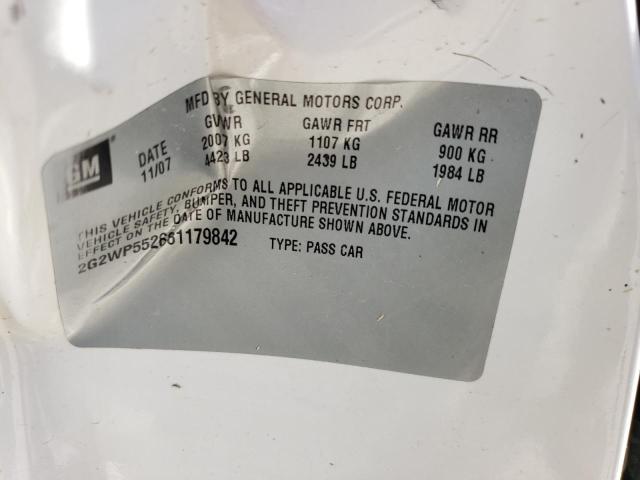 MFD BY GENERAL MOTORS CORP.
GM
DATE GVWR GAWR FRT GAWR RR
11/07 2007 KG 1107 KG 900 KG
4423 LB 2439 LB 1984 LB
THIS VEHICLE CONFORMS TO ALL APPLICABLE U.S. FEDERAL MOTOR
VEHICLE SAFETY, BUMPER, AND THEFT PREVENTION STANDARDS IN
EFFECT ON THE DATE OF MANUFACTURE SHOWN ABOVE.
2G2WP552681179842 TYPE: PASS CAR